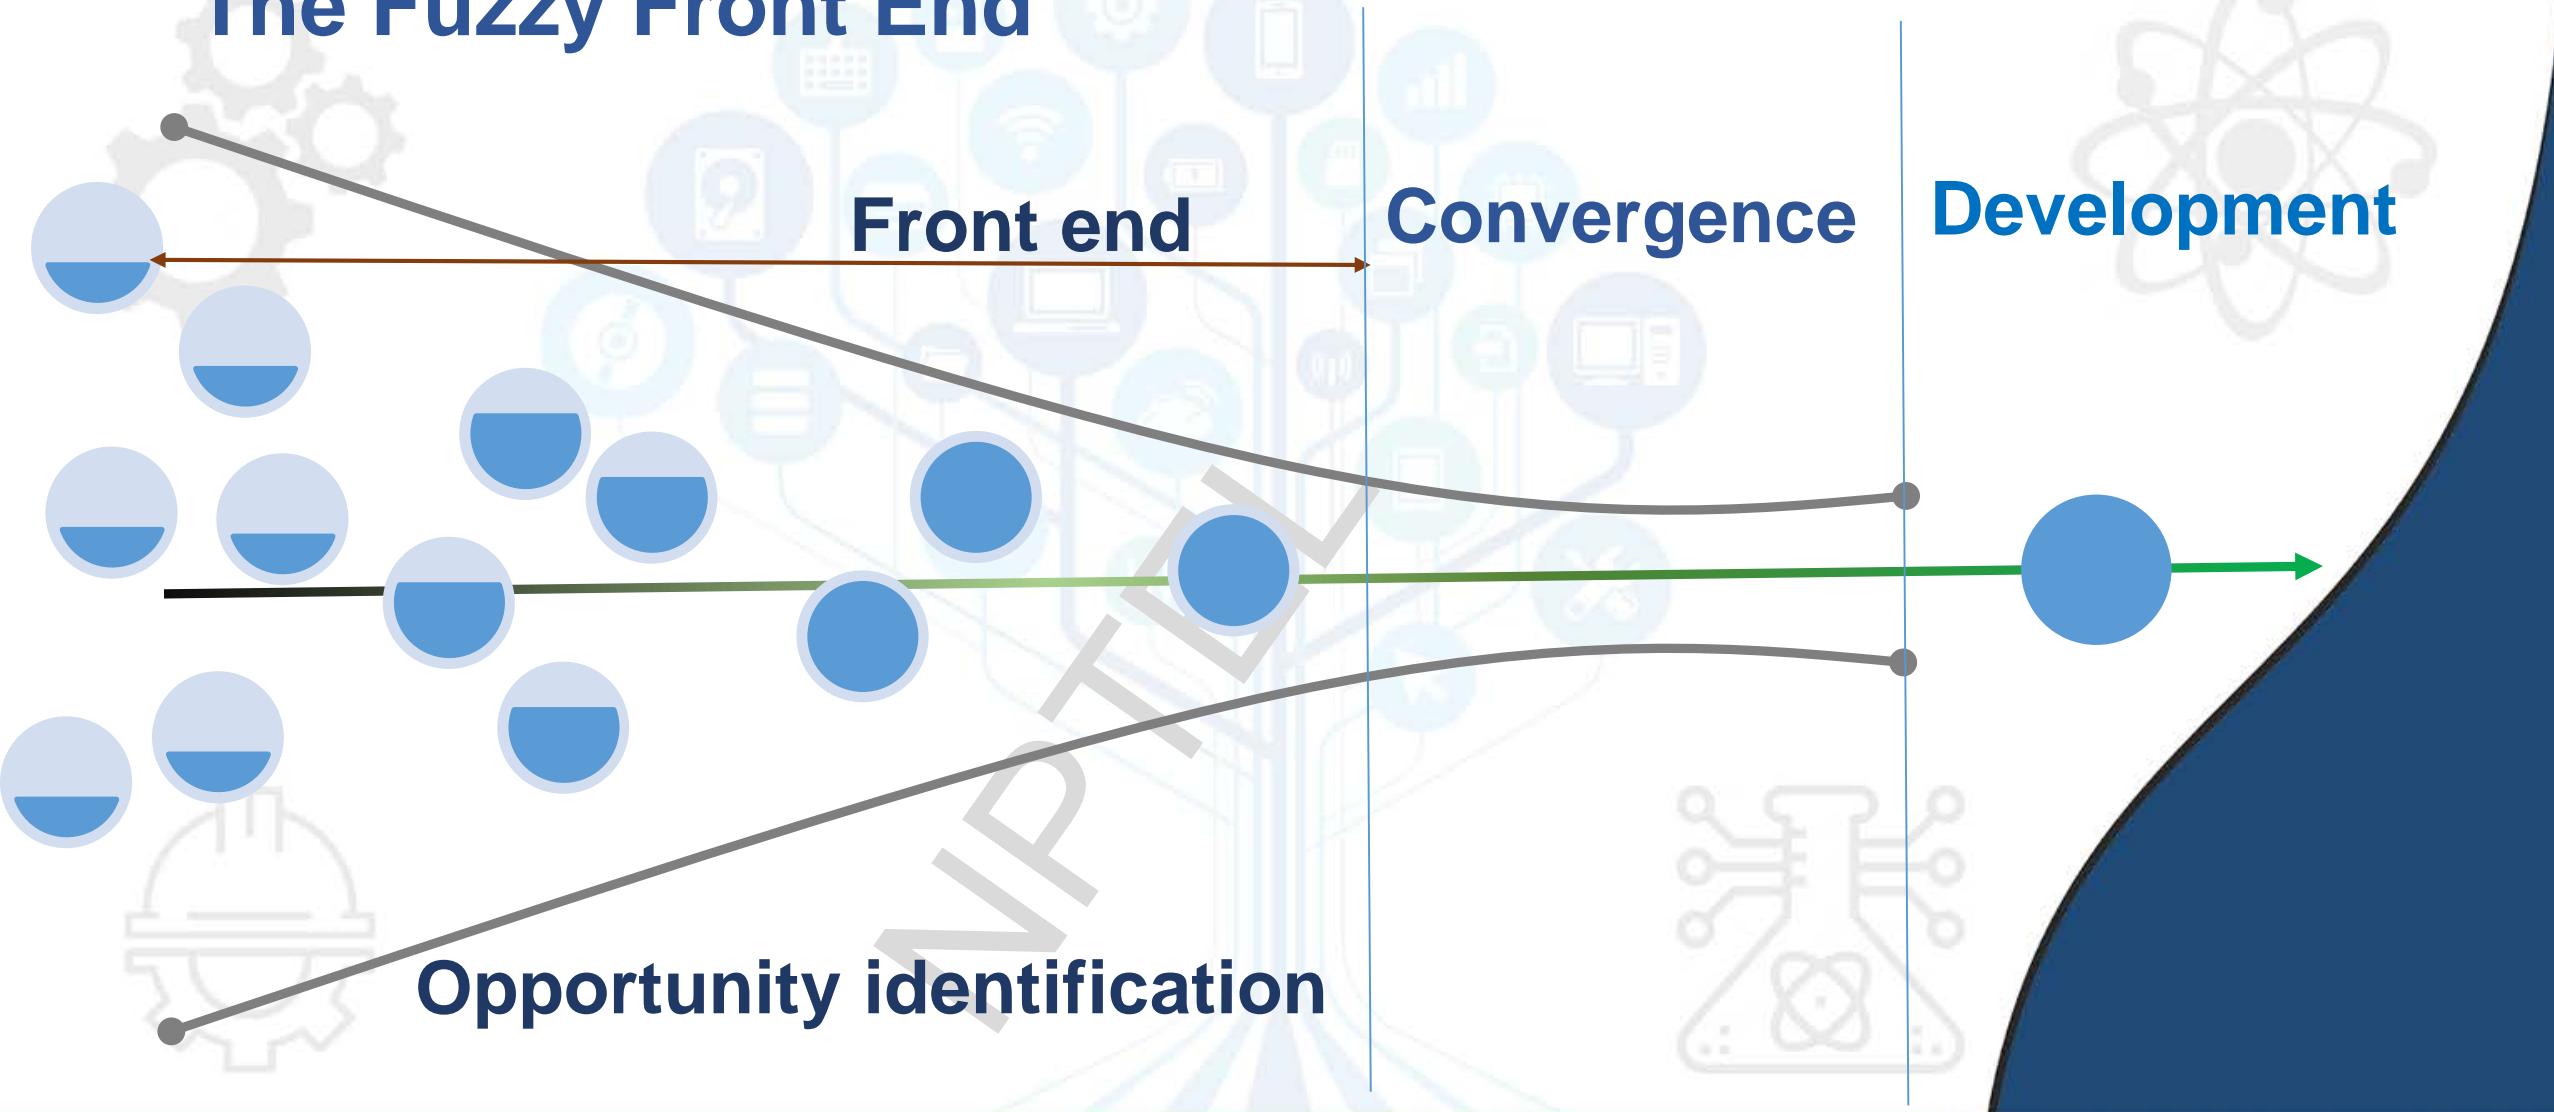 The Fuzzy Front End
Front end
Convergence
Development
NPTEL
Opportunity identification